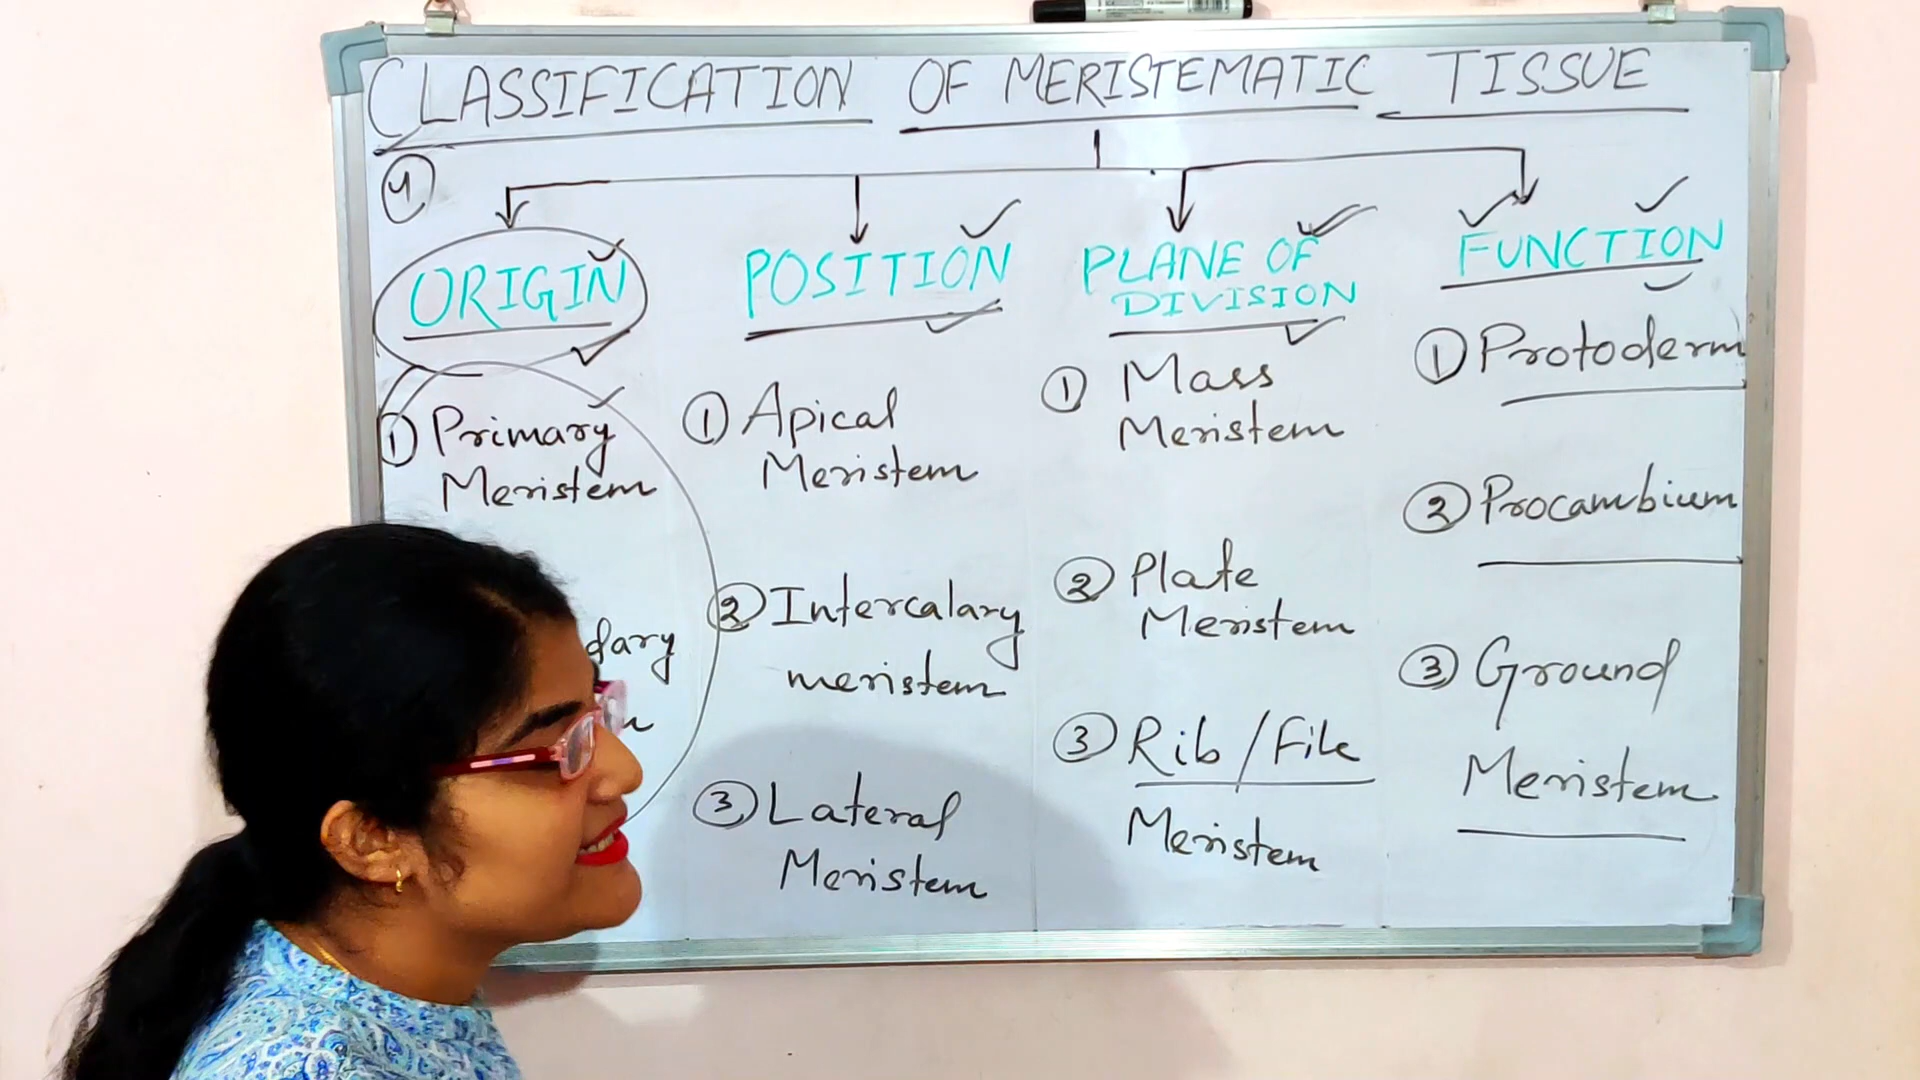 CLASSIFICATION OF MERISTEMATIC TISSUE
4
ORIGIN
1 Primary
Meristem
dary
POSITION
1 Apical
Meristem
2 Intercalary
meristem
3 Lateral
Meristem
PLANE OF
DIVISION
1 Mass
Meristem
2 Plate
Meristem
3 Rib / File
Meristem
FUNCTION
1 Protoderm
2 Procambium
3 Ground
Meristem